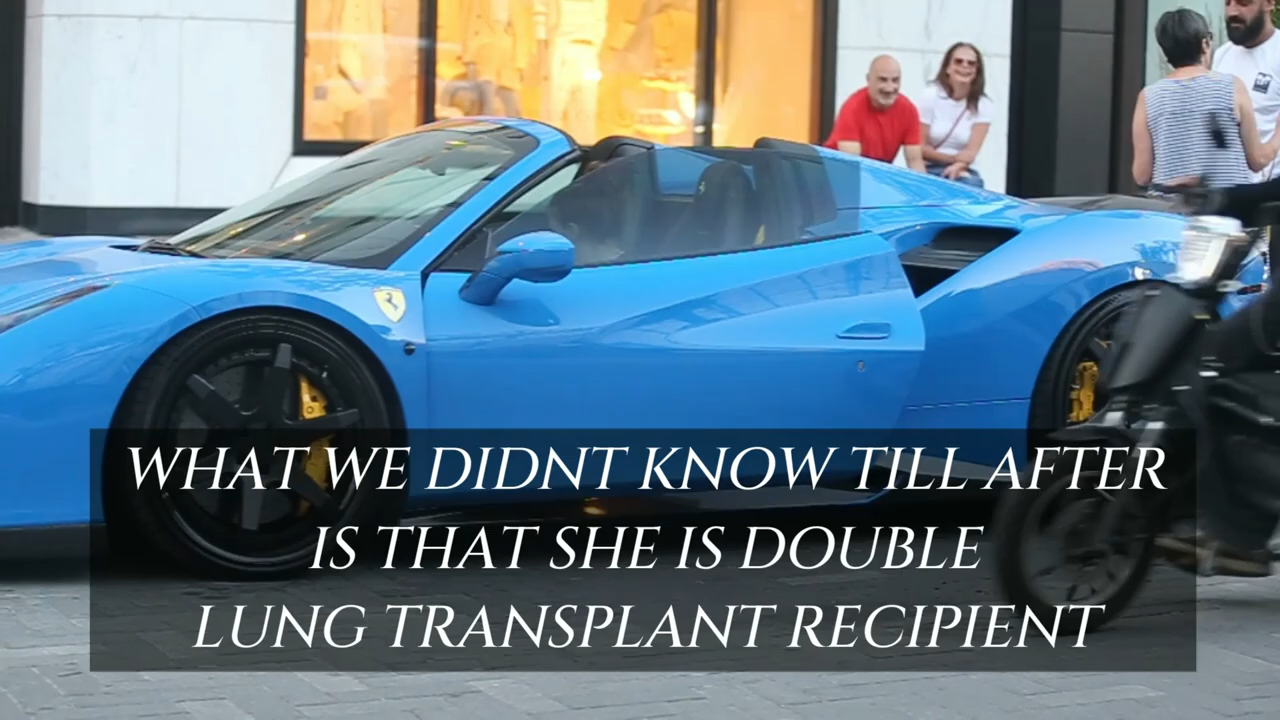 WHAT WE DIDNT KNOW TILL AFTER
IS THAT SHE IS DOUBLE
LUNG TRANSPLANT RECIPIENT